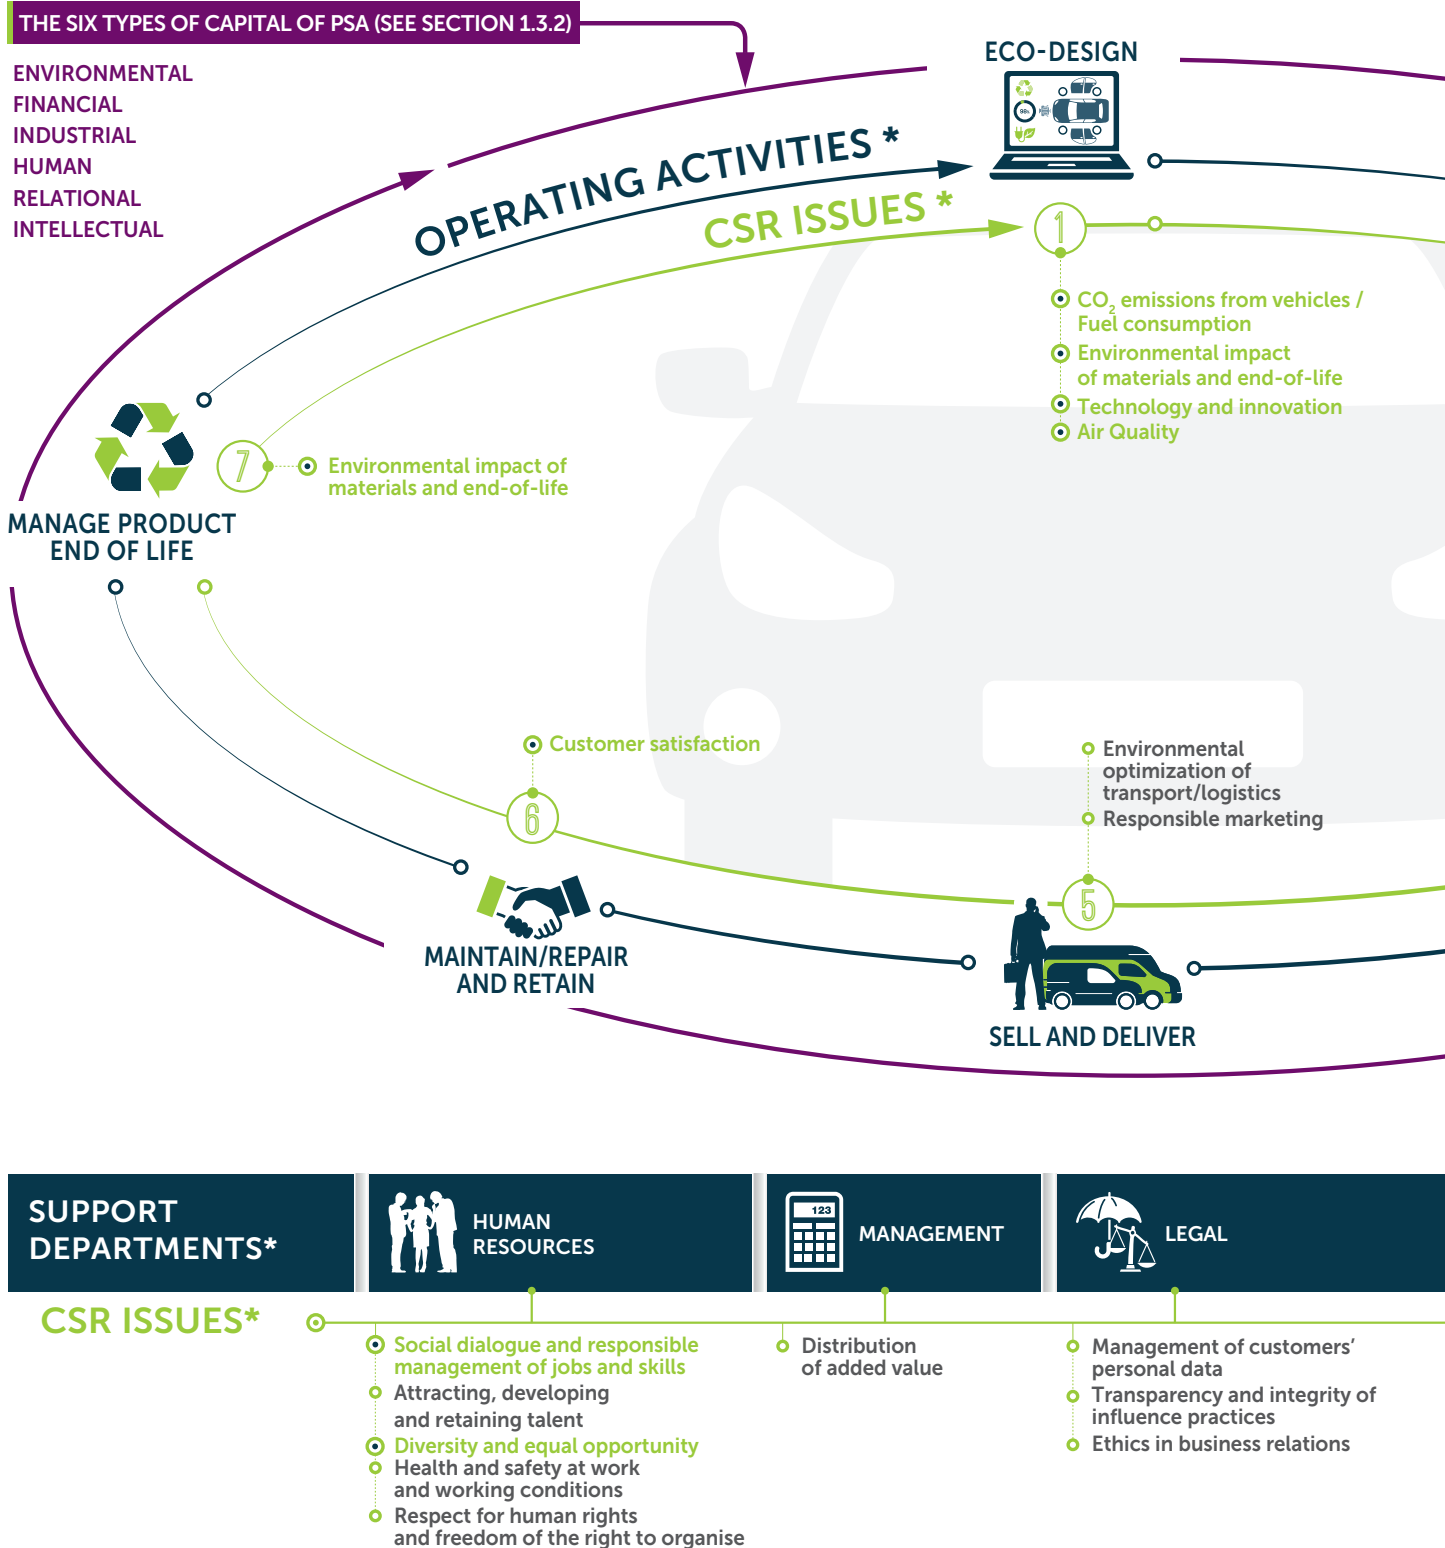 THE SIX TYPES OF CAPITAL OF PSA (SEE SECTION 1.3.2)
ENVIRONMENTAL
FINANCIAL
INDUSTRIAL
HUMAN
RELATIONAL
INTELLECTUAL
ECO-DESIGN
98%
OPERATING ACTIVITIES *
CSR ISSUES *
1
CO2 emissions from vehicles /
Fuel consumption
Environmental impact
of materials and end-of-life
Technology and innovation
Air Quality
7
Environmental impact of
materials and end-of-life
MANAGE PRODUCT
END OF LIFE
Customer satisfaction
6
MAINTAIN/REPAIR
AND RETAIN
Environmental
optimization of
transport/logistics
Responsible marketing
5
SELL AND DELIVER
SUPPORT
DEPARTMENTS*
HUMAN
RESOURCES
123
MANAGEMENT
LEGAL
CSR ISSUES*
Social dialogue and responsible
management of jobs and skills
Attracting, developing
and retaining talent
Diversity and equal opportunity
Health and safety at work
and working conditions
Respect for human rights
and freedom of the right to organise
Distribution
of added value
Management of customers’
personal data
Transparency and integrity of
influence practices
Ethics in business relations